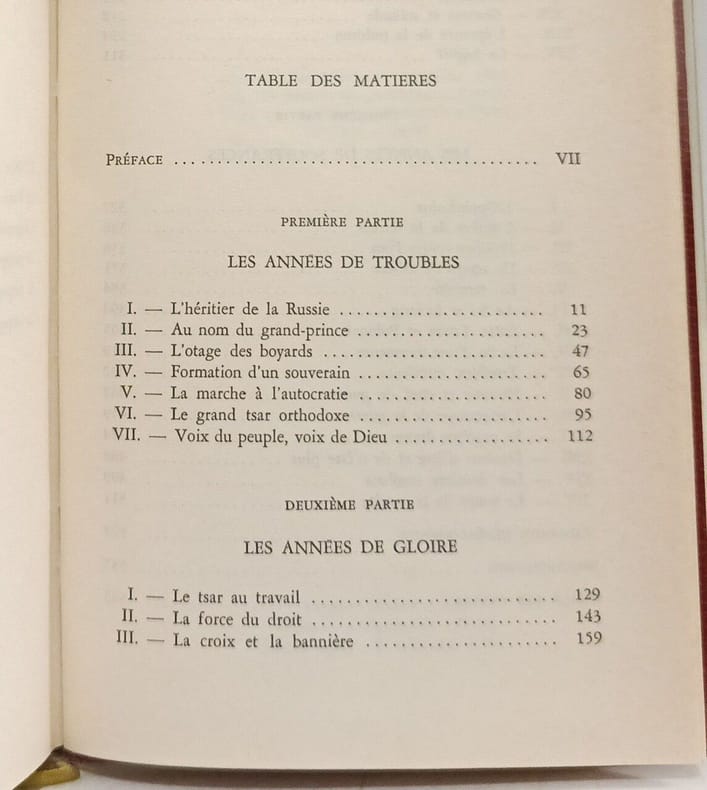 TABLE DES MATIERES
PRÉFACE ........................................ VII
PREMIÈRE PARTIE
LES ANNÉES DE TROUBLES
I. — L'héritier de la Russie ........................ 11
II. — Au nom du grand-prince ...................... 23
III. — L'otage des boyards .......................... 47
IV. — Formation d'un souverain ...................... 65
V. — La marche à l'autocratie ...................... 80
VI. — Le grand tsar orthodoxe ...................... 95
VII. — Voix du peuple, voix de Dieu .................. 112
DEUXIÈME PARTIE
LES ANNÉES DE GLOIRE
I. — Le tsar au travail ............................ 129
II. — La force du droit ............................ 143
III. — La croix et la bannière ...................... 159